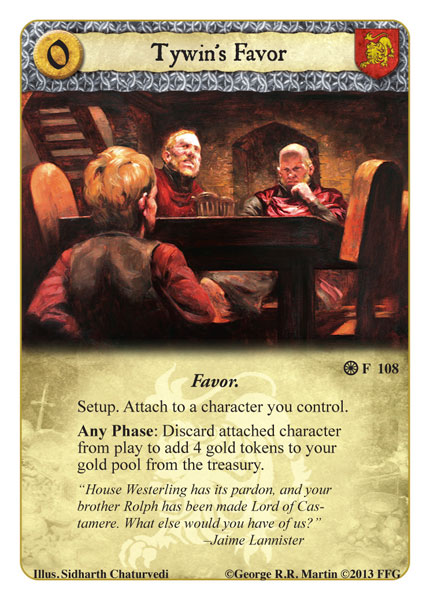 0
Tywin's Favor
F 108
Favor.
Setup. Attach to a character you control.
Any Phase: Discard attached character
from play to add 4 gold tokens to your
gold pool from the treasury.
“House Westerling has its pardon, and your
brother Rolph has been made Lord of Cas-
tamere. What else would you have of us?”
–Jaime Lannister
Illus. Sidharth Chaturvedi
©George R.R. Martin ©2013 FFG